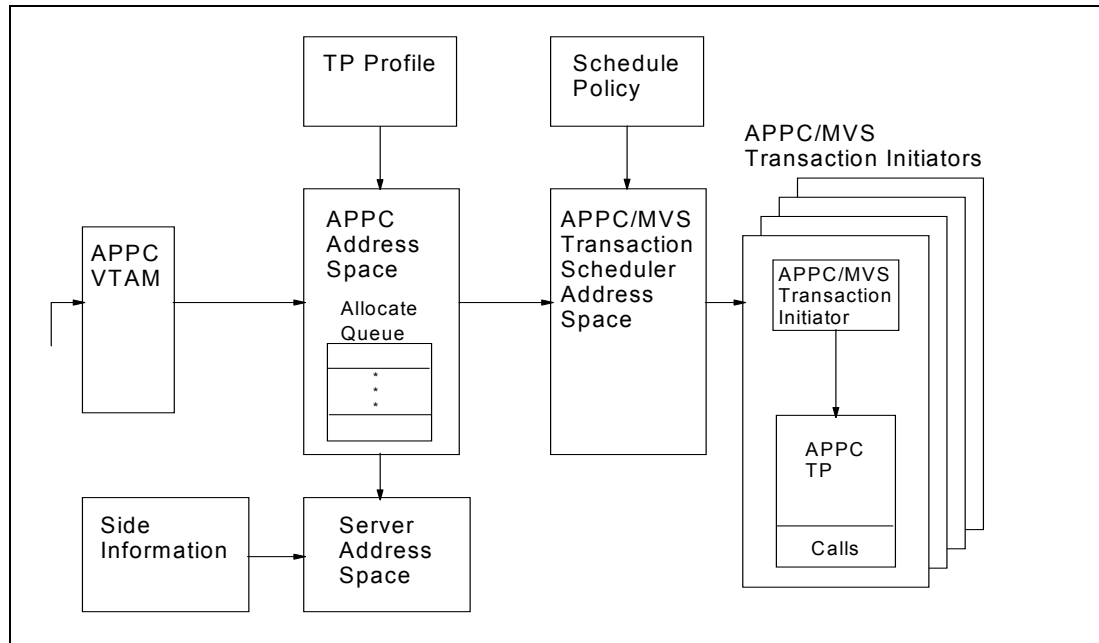 TP Profile
Schedule
Policy
APPC/MVS
Transaction Initiators
APPC
VTAM
APPC
Address
Space
Allocate
Queue
*
*
*
APPC/MVS
Transaction
Scheduler
Address
Space
APPC/MVS
Transaction
Initiator
APPC
TP
Calls
Side
Information
Server
Address
Space